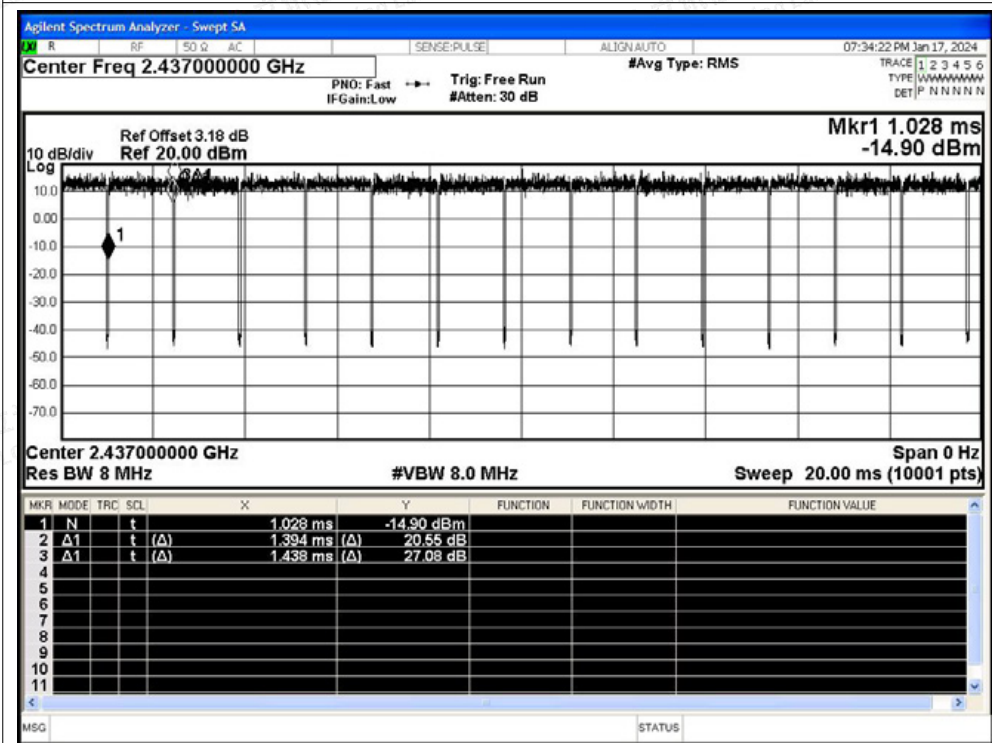 Agilent Spectrum Analyzer - Swept SA
LXI R RF 50 Ω AC SENSE:PULSE ALIGN AUTO 07:34:22 PM Jan 17, 2024
Center Freq 2.437000000 GHz #Avg Type: RMS TRACE 1 2 3 4 5 6
PNO: Fast Trig: Free Run TYPE WWWWWW
IFGain:Low #Atten: 30 dB DET P N N N N N
Mkr1 1.028 ms
Ref Offset 3.18 dB
10 dB/div Ref 20.00 dBm -14.90 dBm
Log
10.0
0.00
1
-10.0
-20.0
-30.0
-40.0
-50.0
-60.0
-70.0
Center 2.437000000 GHz Span 0 Hz
Res BW 8 MHz #VBW 8.0 MHz Sweep 20.00 ms (10001 pts)
MKR MODE TRC SCL X Y FUNCTION FUNCTION WIDTH FUNCTION VALUE
1 N t 1.028 ms -14.90 dBm
2 Δ1 t (Δ) 1.394 ms (Δ) 20.55 dB
3 Δ1 t (Δ) 1.438 ms (Δ) 27.08 dB
4
5
6
7
8
9
10
11
MSG STATUS